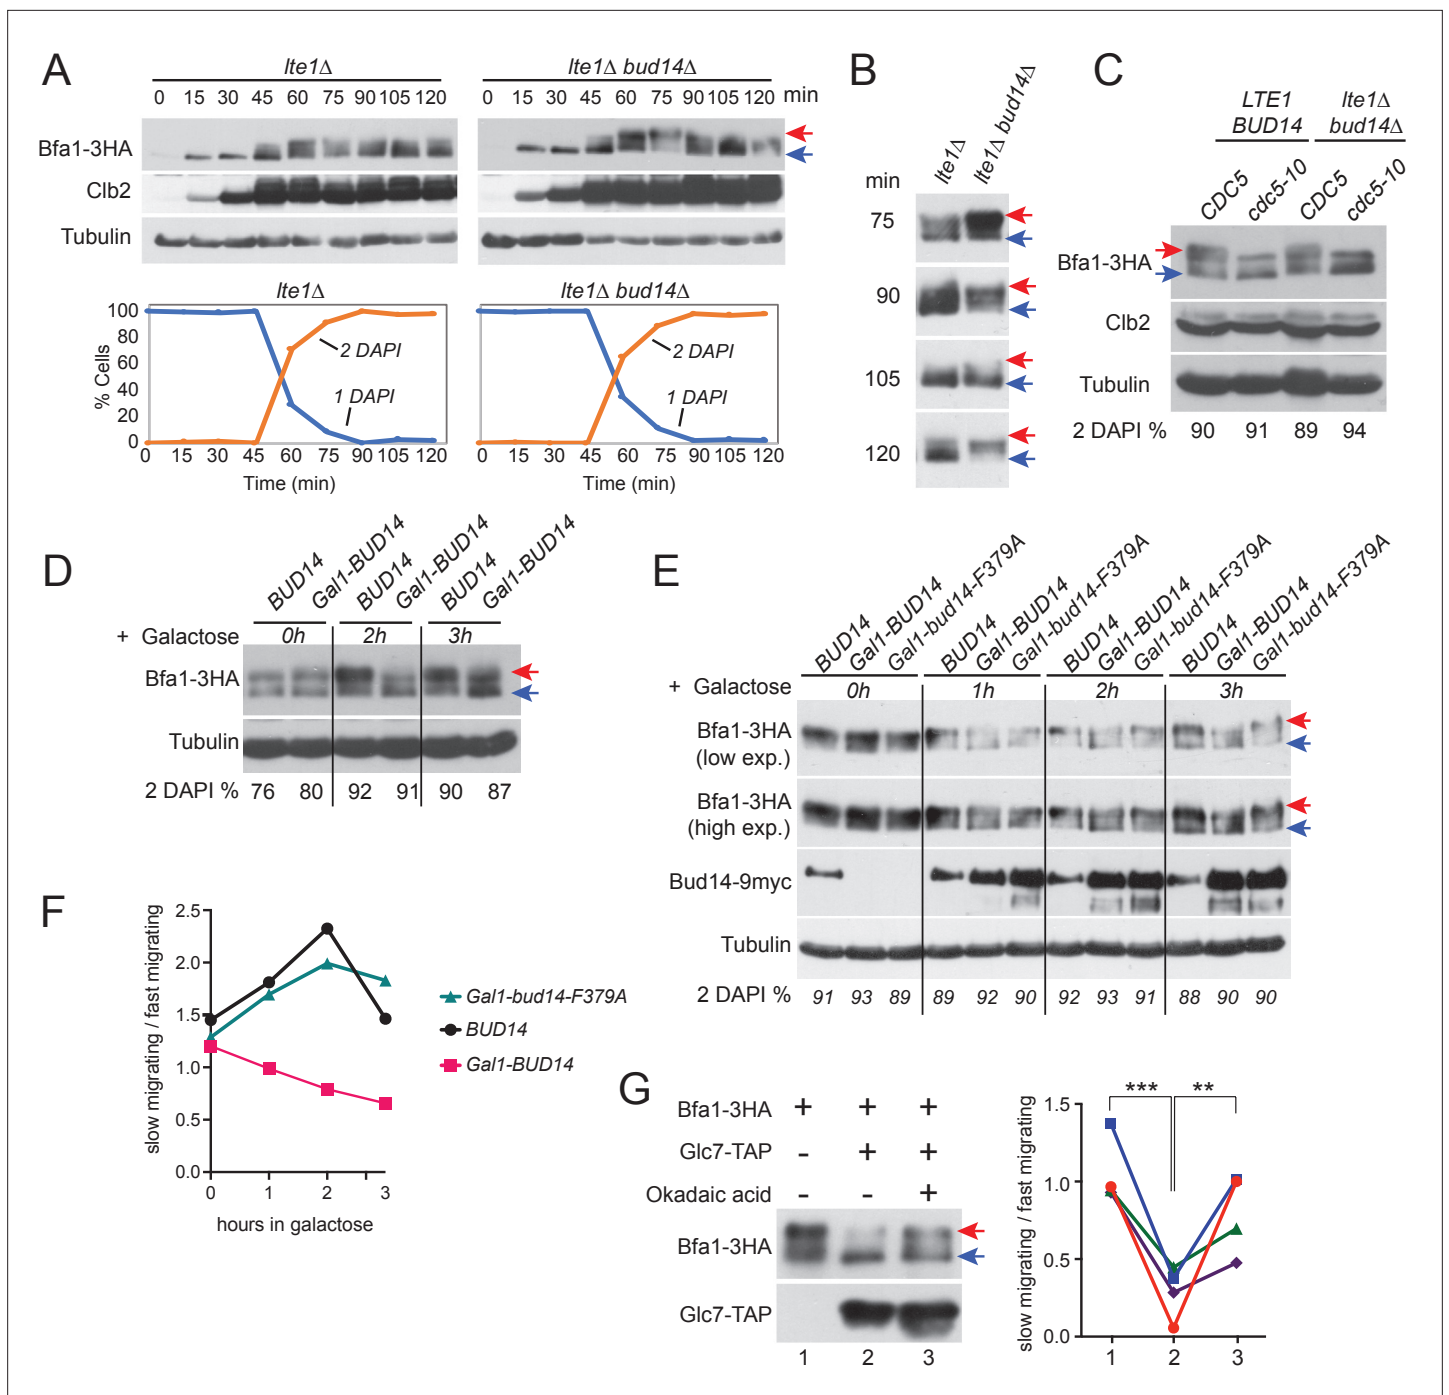 A
lte1Δ
lte1Δ bud14Δ
0 15 30 45 60 75 90 105 120
0 15 30 45 60 75 90 105 120 min
Bfa1-3HA
Clb2
Tubulin
lte1Δ
lte1Δ bud14Δ
% Cells
100
80
60
40
20
0
2 DAPI
1 DAPI
2 DAPI
1 DAPI
0 15 30 45 60 75 90 105 120
0 15 30 45 60 75 90 105 120
Time (min)
Time (min)
B
min
lte1Δ
lte1Δ bud14Δ
75
90
105
120
C
LTE1
BUD14
lte1Δ
bud14Δ
CDC5
cdc5-10
CDC5
cdc5-10
Bfa1-3HA
Clb2
Tubulin
2 DAPI % 90 91 89 94
D
BUD14
Gal1-BUD14
BUD14
Gal1-BUD14
BUD14
Gal1-BUD14
+ Galactose 0h 2h 3h
Bfa1-3HA
Tubulin
2 DAPI % 76 80 92 91 90 87
E
BUD14
Gal1-BUD14
Gal1-bud14-F379A
BUD14
Gal1-BUD14
Gal1-bud14-F379A
BUD14
Gal1-BUD14
Gal1-bud14-F379A
BUD14
Gal1-BUD14
Gal1-bud14-F379A
+ Galactose 0h 1h 2h 3h
Bfa1-3HA
(low exp.)
Bfa1-3HA
(high exp.)
Bud14-9myc
Tubulin
2 DAPI % 91 93 89 89 92 90 92 93 91 88 90 90
F
slow migrating / fast migrating
2.5
2.0
1.5
1.0
0.5
0.0
0 1 2 3
hours in galactose
Gal1-bud14-F379A
BUD14
Gal1-BUD14
G
Bfa1-3HA + + +
Glc7-TAP - + +
Okadaic acid - - +
Bfa1-3HA
Glc7-TAP
1 2 3
slow migrating / fast migrating
1.5
1.0
0.5
0.0
*** **
1 2 3